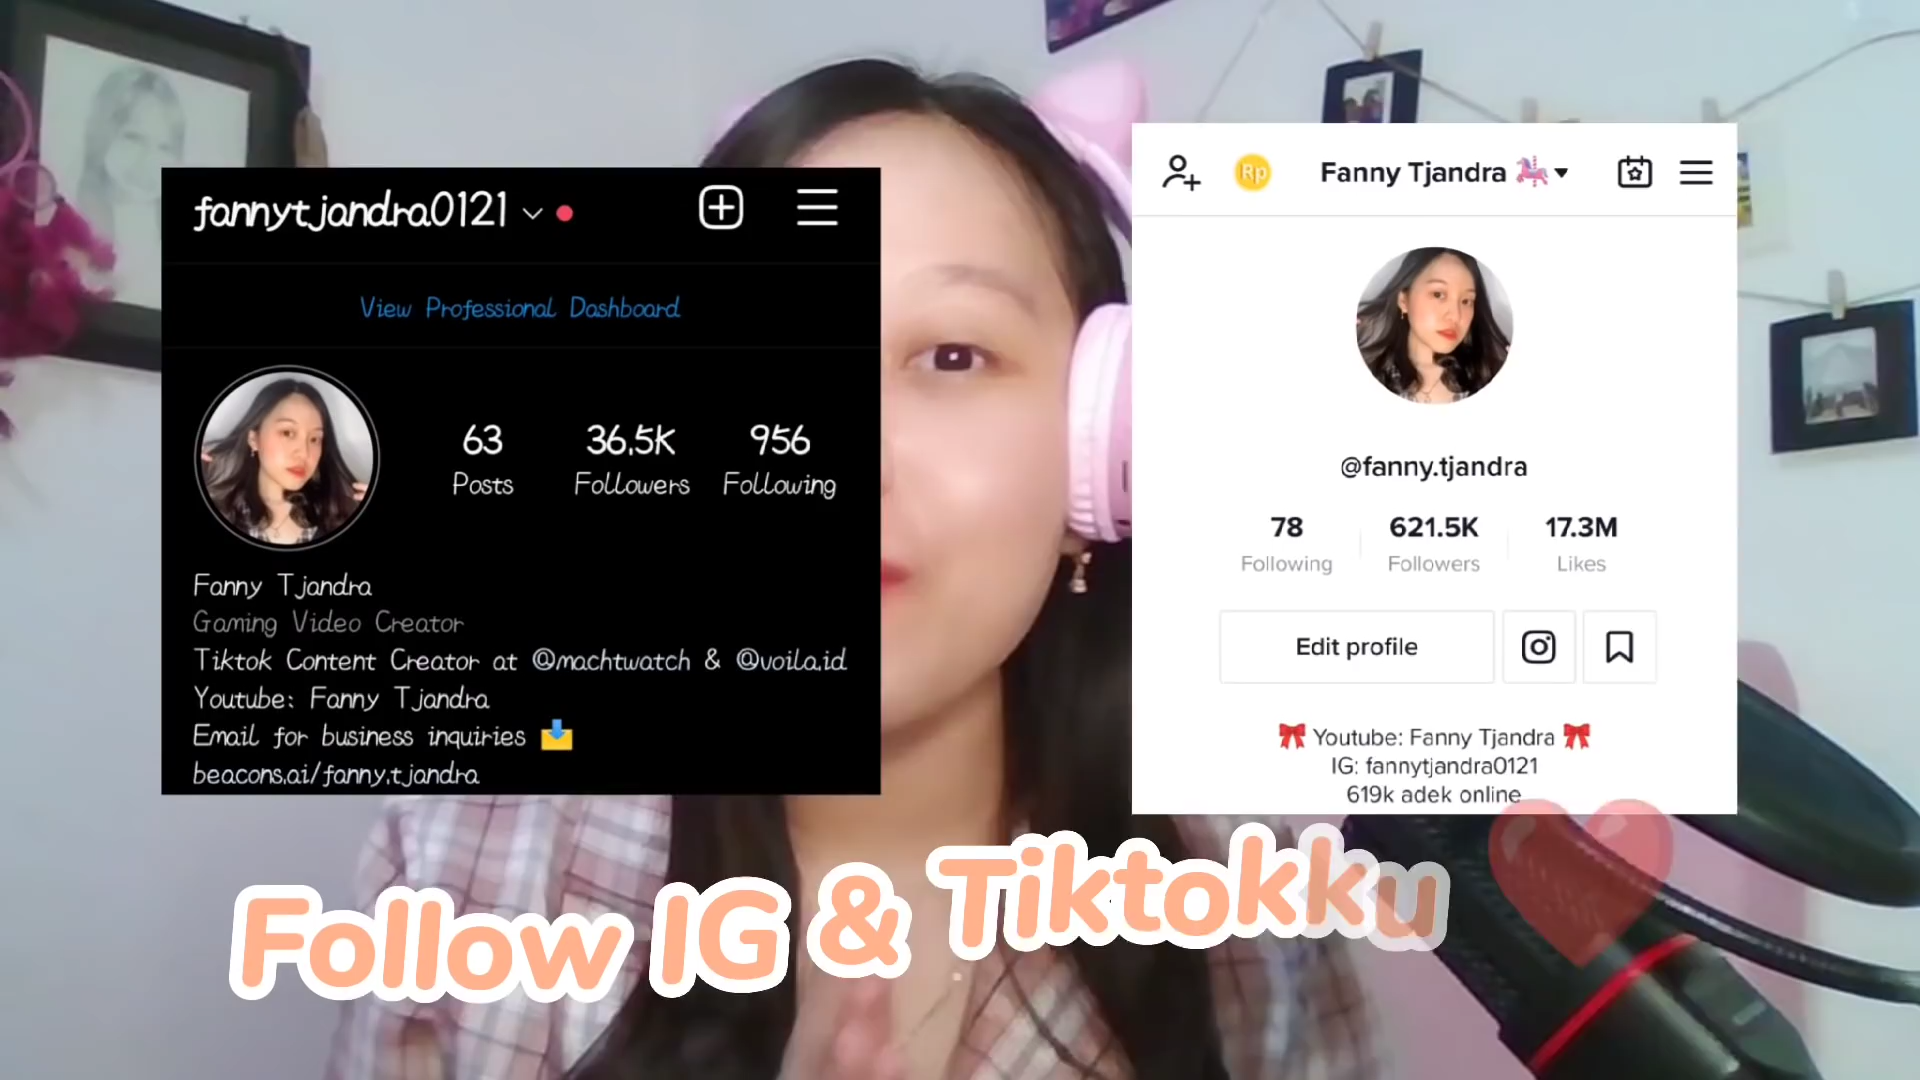 fannytjandra0121
View Professional Dashboard
63
Posts
36.5K
Followers
956
Following
Fanny Tjandra
Gaming Video Creator
Tiktok Content Creator at @machtwatch & @voila.id
Youtube: Fanny Tjandra
Email for business inquiries 📩
beacons.ai/fanny.tjandra
Rp
Fanny Tjandra 🎠
@fanny.tjandra
78
Following
621.5K
Followers
17.3M
Likes
Edit profile
🎀 Youtube: Fanny Tjandra 🎀
IG: fannytjandra0121
619k adek online
Follow IG & Tiktokku